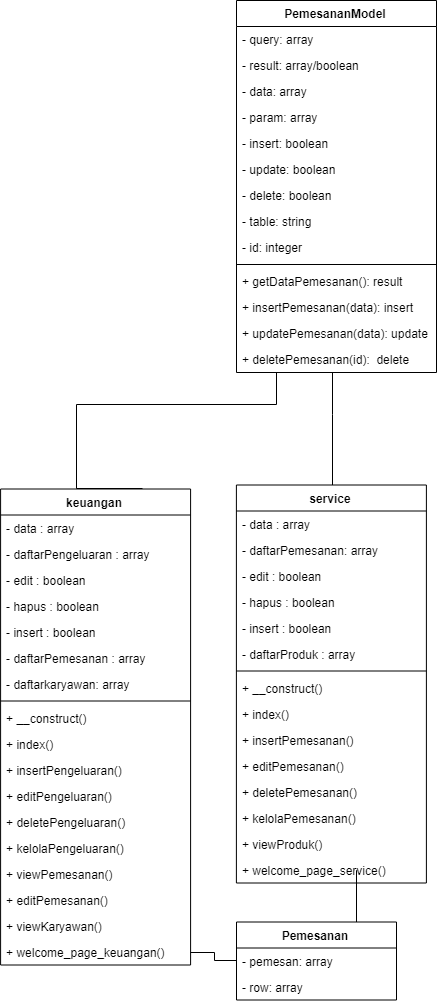 PemesananModel
- query: array
- result: array/boolean
- data: array
- param: array
- insert: boolean
- update: boolean
- delete: boolean
- table: string
- id: integer
+ getDataPemesanan(): result
+ insertPemesanan(data): insert
+ updatePemesanan(data): update
+ deletePemesanan(id): delete
keuangan
- data : array
- daftarPengeluaran : array
- edit : boolean
- hapus : boolean
- insert : boolean
- daftarPemesanan : array
- daftarkaryawan: array
+ __construct()
+ index()
+ insertPengeluaran()
+ editPengeluaran()
+ deletePengeluaran()
+ kelolaPengeluaran()
+ viewPemesanan()
+ editPemesanan()
+ viewKaryawan()
+ welcome_page_keuangan()
service
- data : array
- daftarPemesanan: array
- edit : boolean
- hapus : boolean
- insert : boolean
- daftarProduk : array
+ __construct()
+ index()
+ insertPemesanan()
+ editPemesanan()
+ deletePemesanan()
+ kelolaPemesanan()
+ viewProduk()
+ welcome_page_service()
Pemesanan
- pemesan: array
- row: array